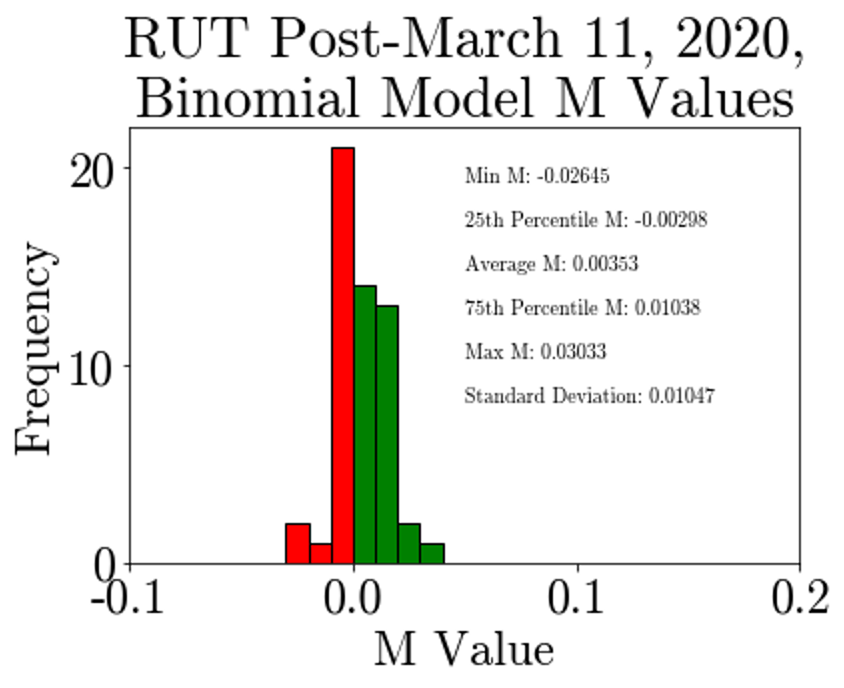 RUT Post-March 11, 2020,
Binomial Model M Values
20
10
0
Frequency
Min M: -0.02645
25th Percentile M: -0.00298
Average M: 0.00353
75th Percentile M: 0.01038
Max M: 0.03033
Standard Deviation: 0.01047
-0.1 0.0 0.1 0.2
M Value